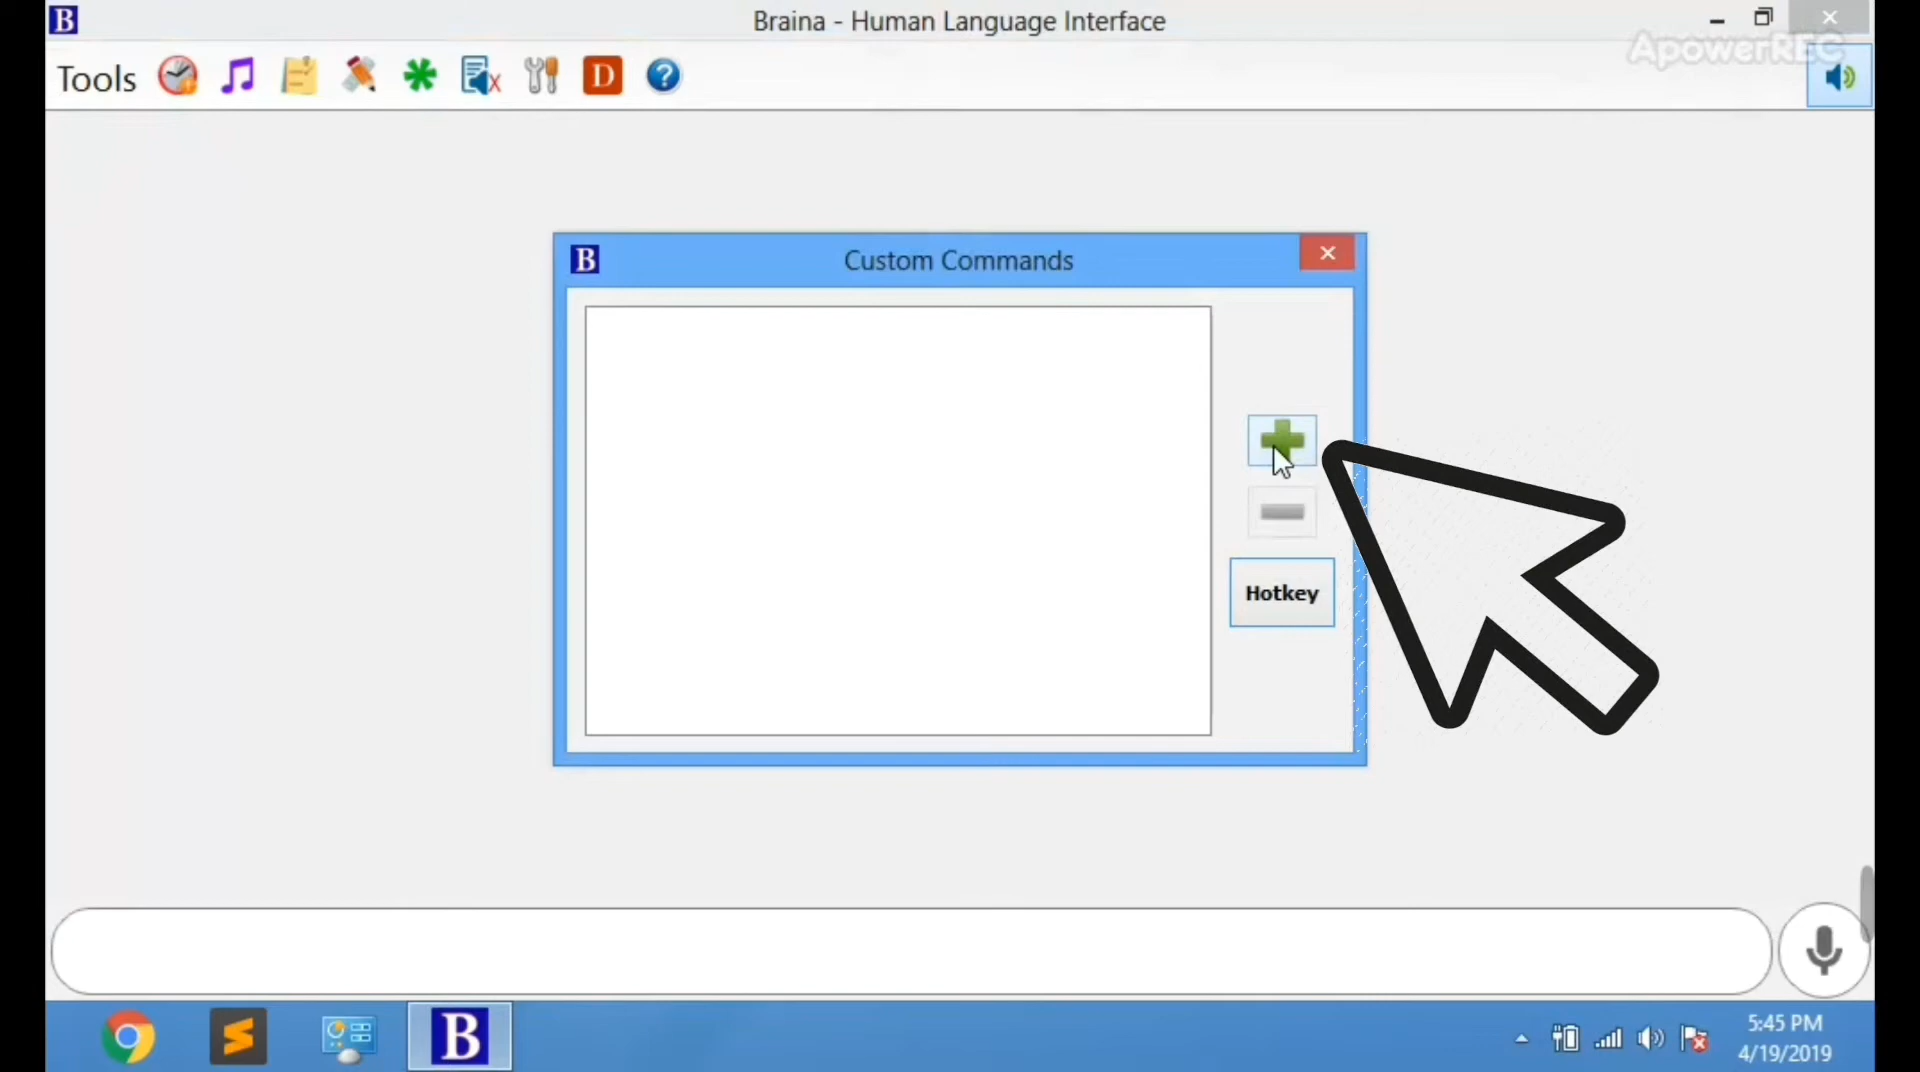 B
Braina - Human Language Interface
ApowerREC
Tools
D
?
B
Custom Commands
Hotkey
B
5:45 PM
4/19/2019